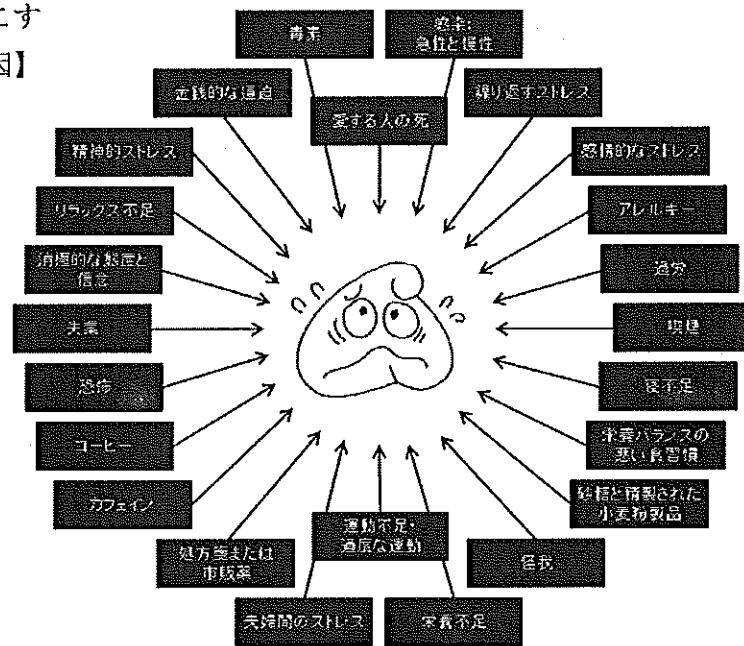 こす
因】
毒素
感染:
急性と慢性
金銭的な逼迫
愛する人の死
繰り返すストレス
精神的ストレス
感情的なストレス
リラックス不足
アレルギー
消極的な態度と
信念
過労
失業
喫煙
恐怖
寝不足
コーヒー
栄養バランスの
悪い食習慣
カフェイン
砂糖と精製された
小麦粉製品
運動不足・
過度な運動
処方薬または
市販薬
怪我
夫婦間のストレス
栄養不足